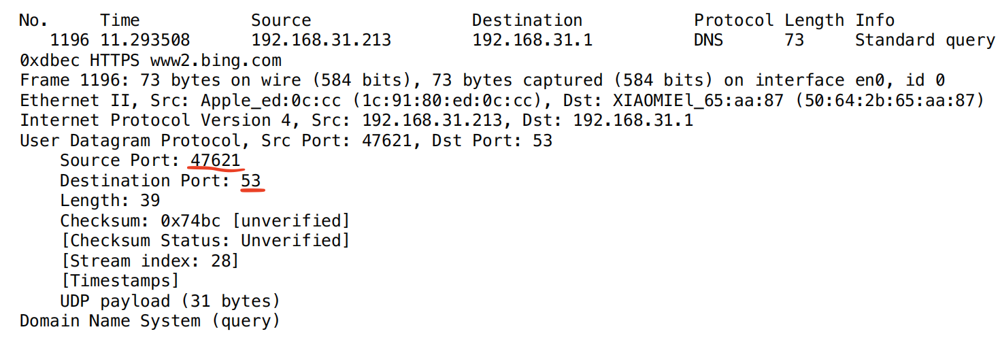 No. Time Source Destination Protocol Length Info
1196 11.293508 192.168.31.213 192.168.31.1 DNS 73 Standard query
0xdbec HTTPS www2.bing.com
Frame 1196: 73 bytes on wire (584 bits), 73 bytes captured (584 bits) on interface en0, id 0
Ethernet II, Src: Apple_ed:0c:cc (1c:91:80:ed:0c:cc), Dst: XIAOMIEl_65:aa:87 (50:64:2b:65:aa:87)
Internet Protocol Version 4, Src: 192.168.31.213, Dst: 192.168.31.1
User Datagram Protocol, Src Port: 47621, Dst Port: 53
Source Port: 47621
Destination Port: 53
Length: 39
Checksum: 0x74bc [unverified]
[Checksum Status: Unverified]
[Stream index: 28]
[Timestamps]
UDP payload (31 bytes)
Domain Name System (query)